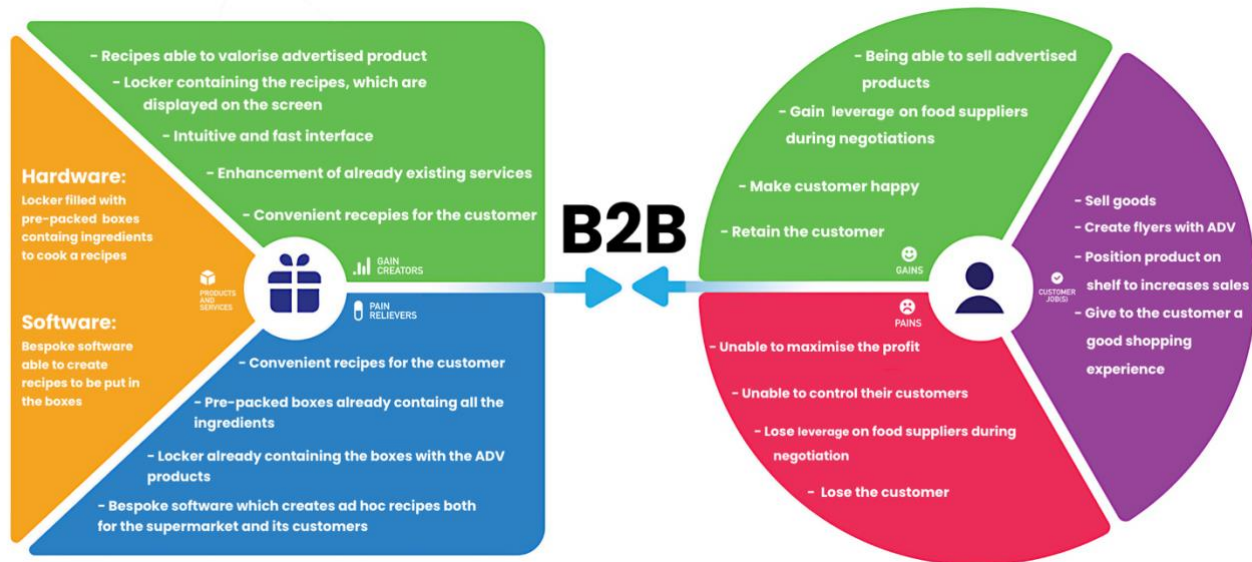 - Recipes able to valorise advertised product
- Locker containing the recipes, which are
displayed on the screen
- Intuitive and fast interface
- Enhancement of already existing services
- Convenient recepies for the customer
GAIN
CREATORS
Hardware:
Locker filled with
pre-packed boxes
containg ingredients
to cook a recipes
PRODUCTS
AND
SERVICES
Software:
Bespoke software
able to create
recipes to be put in
the boxes
PAIN
RELIEVERS
- Convenient recipes for the customer
- Pre-packed boxes already containg all the
ingredients
- Locker already containing the boxes with the ADV
products
- Bespoke software which creates ad hoc recipes both
for the supermarket and its customers
B2B
- Being able to sell advertised
products
- Gain leverage on food suppliers
during negotiations
- Make customer happy
- Retain the customer
GAINS
PAINS
- Unable to maximise the profit
- Unable to control their customers
- Lose leverage on food suppliers during
negotiation
- Lose the customer
CUSTOMER
JOB(S)
- Sell goods
- Create flyers with ADV
- Position product on
shelf to increases sales
- Give to the customer a
good shopping
experience